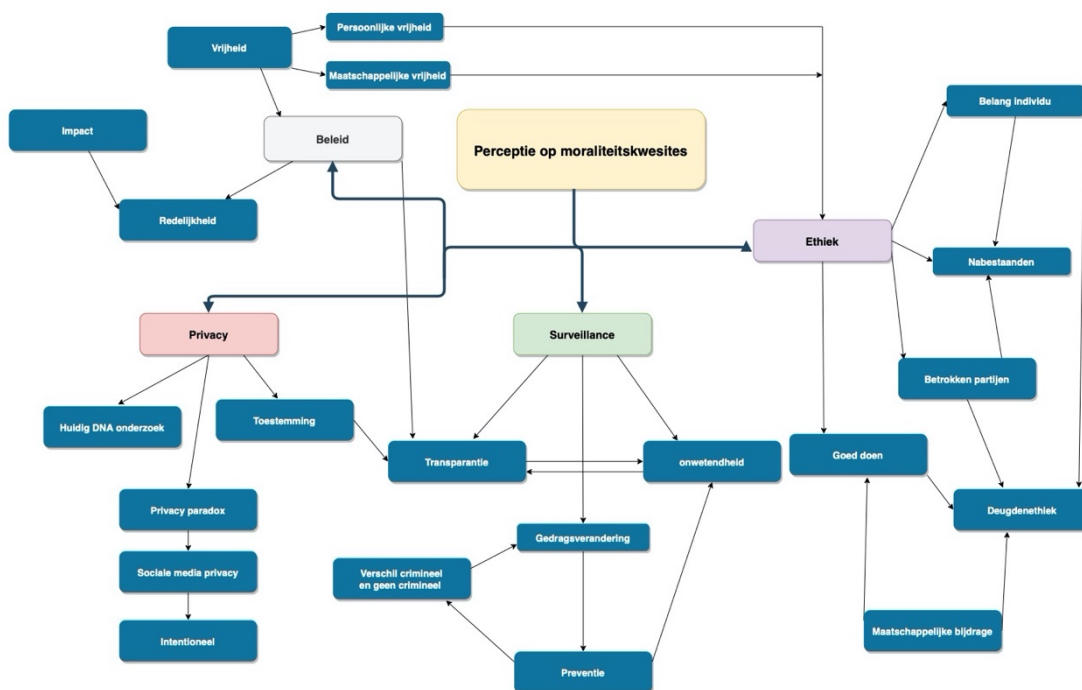 Persoonlijke vrijheid
Vrijheid
Maatschappelijke vrijheid
Belang individu
Impact
Beleid
Perceptie op moraliteitskwesites
Redelijkheid
Ethiek
Nabestaanden
Privacy
Surveillance
Betrokken partijen
Huidig DNA onderzoek
Toestemming
Transparantie
onwetendheid
Goed doen
Privacy paradox
Deugdenethiek
Gedragsverandering
Sociale media privacy
Verschil crimineel
en geen crimineel
Intentioneel
Maatschappelijke bijdrage
Preventie